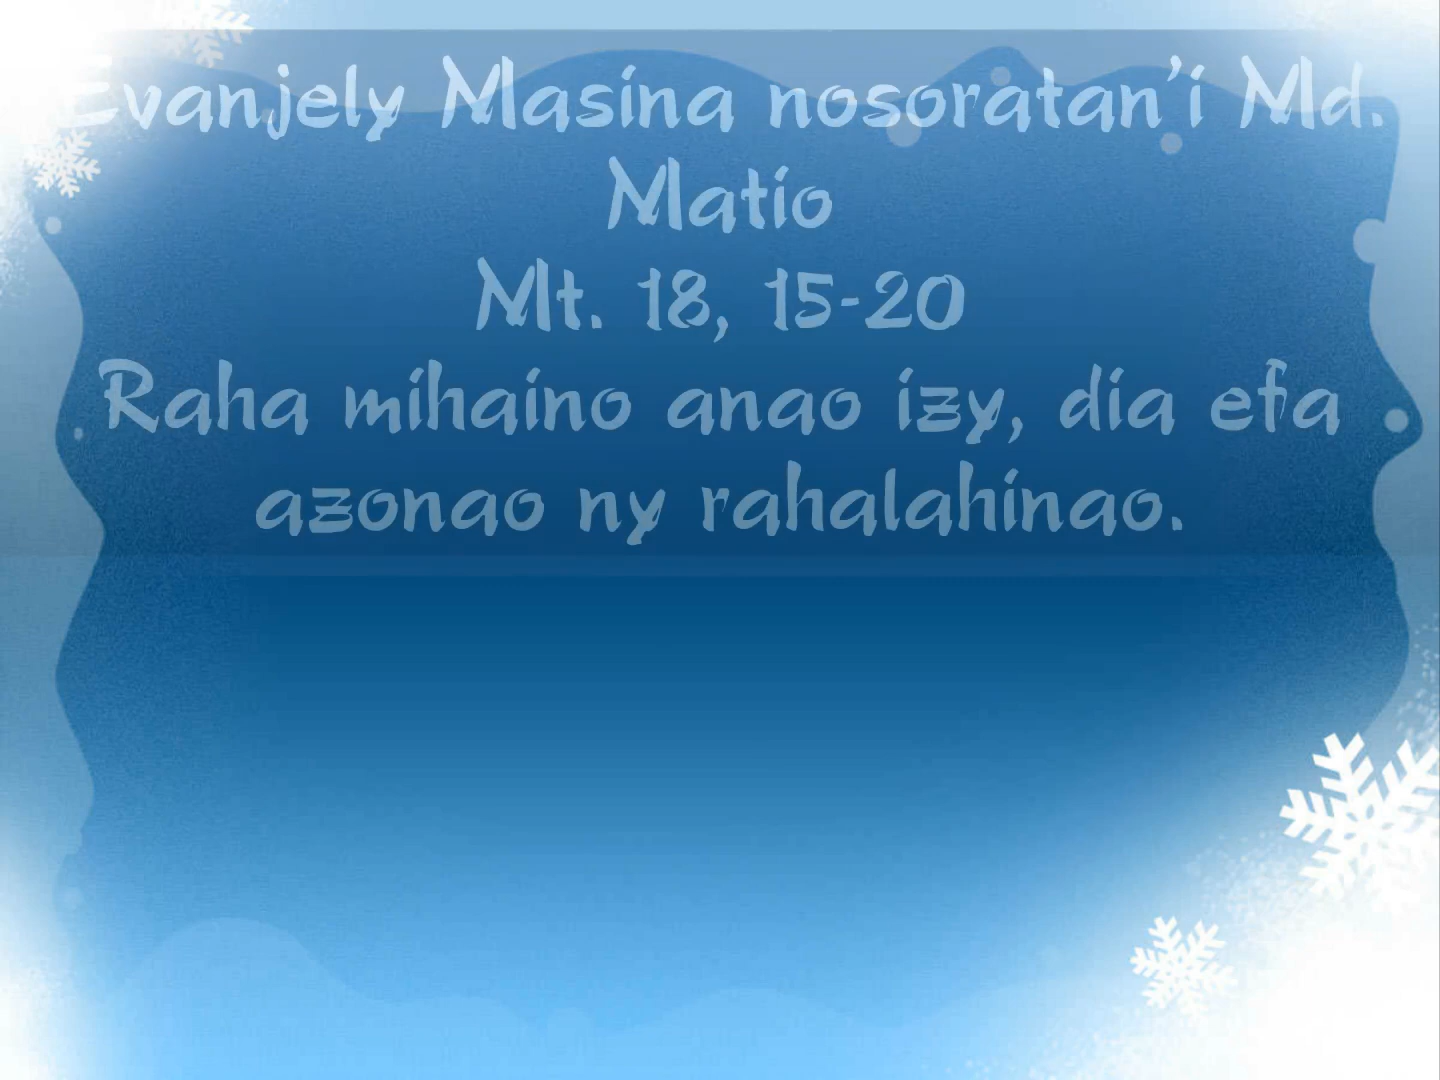 Evanjely Masina nosoratan’i Md.
Matio
Mt. 18, 15-20
Raha mihaino anao izy, dia efa
azonao ny rahalahinao.